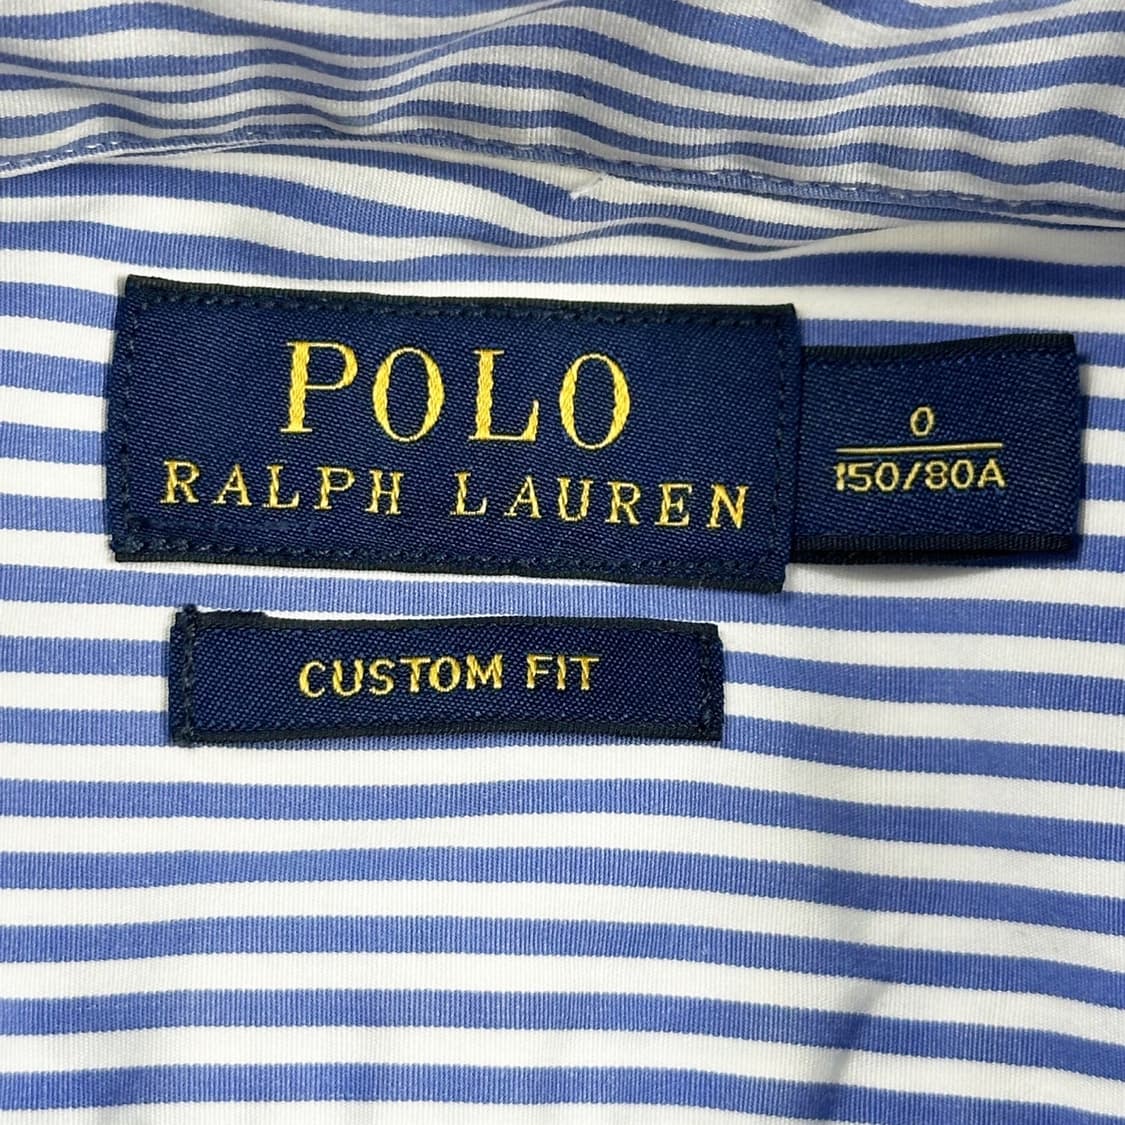 POLO
RALPH LAUREN
0
150/80A
CUSTOM FIT